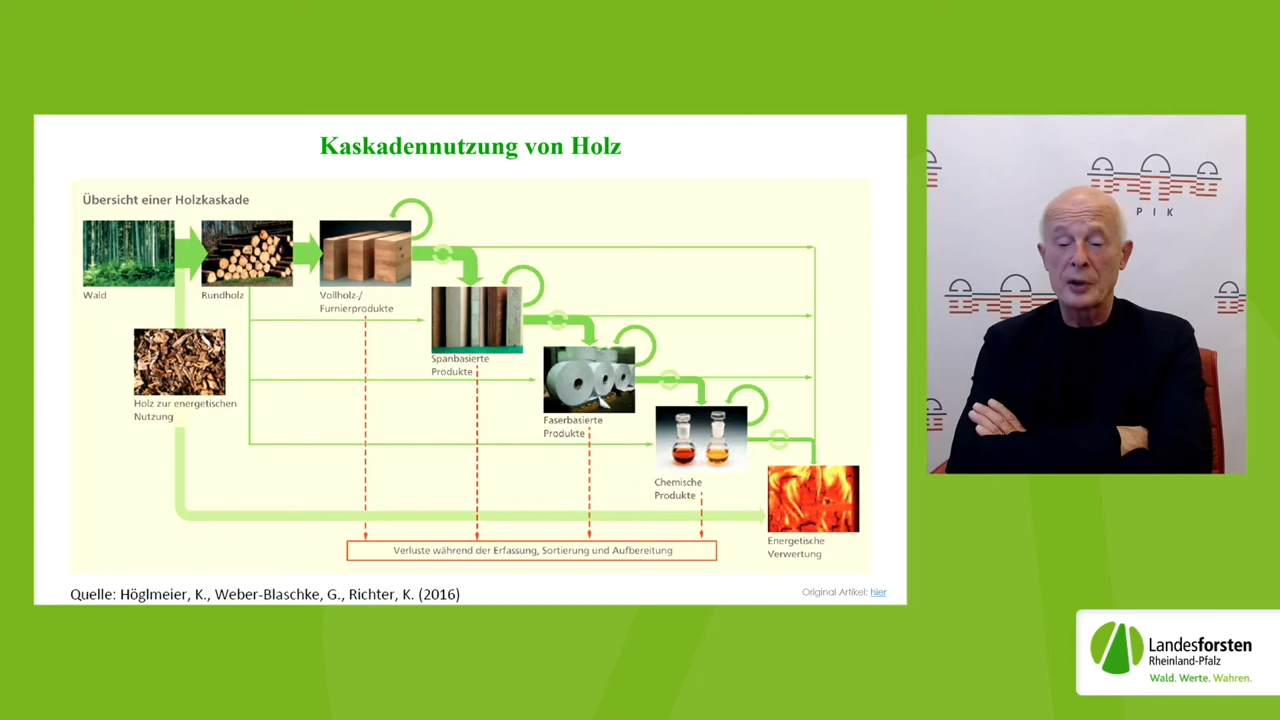 Kaskadennutzung von Holz
Übersicht einer Holzkaskade
Wald
Rundholz
Vollholz-/
Furnierprodukte
Holz zur energetischen
Nutzung
Spanbasierte
Produkte
Faserbasierte
Produkte
Chemische
Produkte
Energetische
Verwertung
Verluste während der Erfassung, Sortierung und Aufbereitung
Quelle: Höglmeier, K., Weber-Blaschke, G., Richter, K. (2016)
Original Artikel: hier
PIK
Landesforsten
Rheinland-Pfalz
Wald. Werte. Wahren.